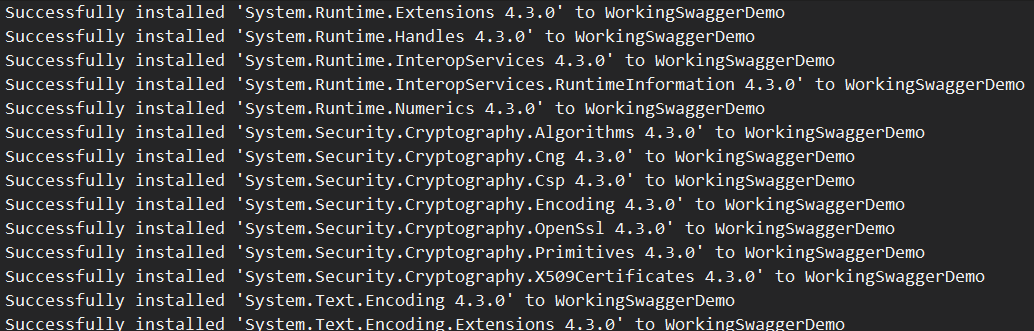 Successfully installed 'System.Runtime.Extensions 4.3.0' to WorkingSwaggerDemo
Successfully installed 'System.Runtime.Handles 4.3.0' to WorkingSwaggerDemo
Successfully installed 'System.Runtime.InteropServices 4.3.0' to WorkingSwaggerDemo
Successfully installed 'System.Runtime.InteropServices.RuntimeInformation 4.3.0' to WorkingSwaggerDemo
Successfully installed 'System.Runtime.Numerics 4.3.0' to WorkingSwaggerDemo
Successfully installed 'System.Security.Cryptography.Algorithms 4.3.0' to WorkingSwaggerDemo
Successfully installed 'System.Security.Cryptography.Cng 4.3.0' to WorkingSwaggerDemo
Successfully installed 'System.Security.Cryptography.Csp 4.3.0' to WorkingSwaggerDemo
Successfully installed 'System.Security.Cryptography.Encoding 4.3.0' to WorkingSwaggerDemo
Successfully installed 'System.Security.Cryptography.OpenSsl 4.3.0' to WorkingSwaggerDemo
Successfully installed 'System.Security.Cryptography.Primitives 4.3.0' to WorkingSwaggerDemo
Successfully installed 'System.Security.Cryptography.X509Certificates 4.3.0' to WorkingSwaggerDemo
Successfully installed 'System.Text.Encoding 4.3.0' to WorkingSwaggerDemo
Successfully installed 'System.Text.Encoding.Extensions 4.3.0' to WorkingSwaggerDemo